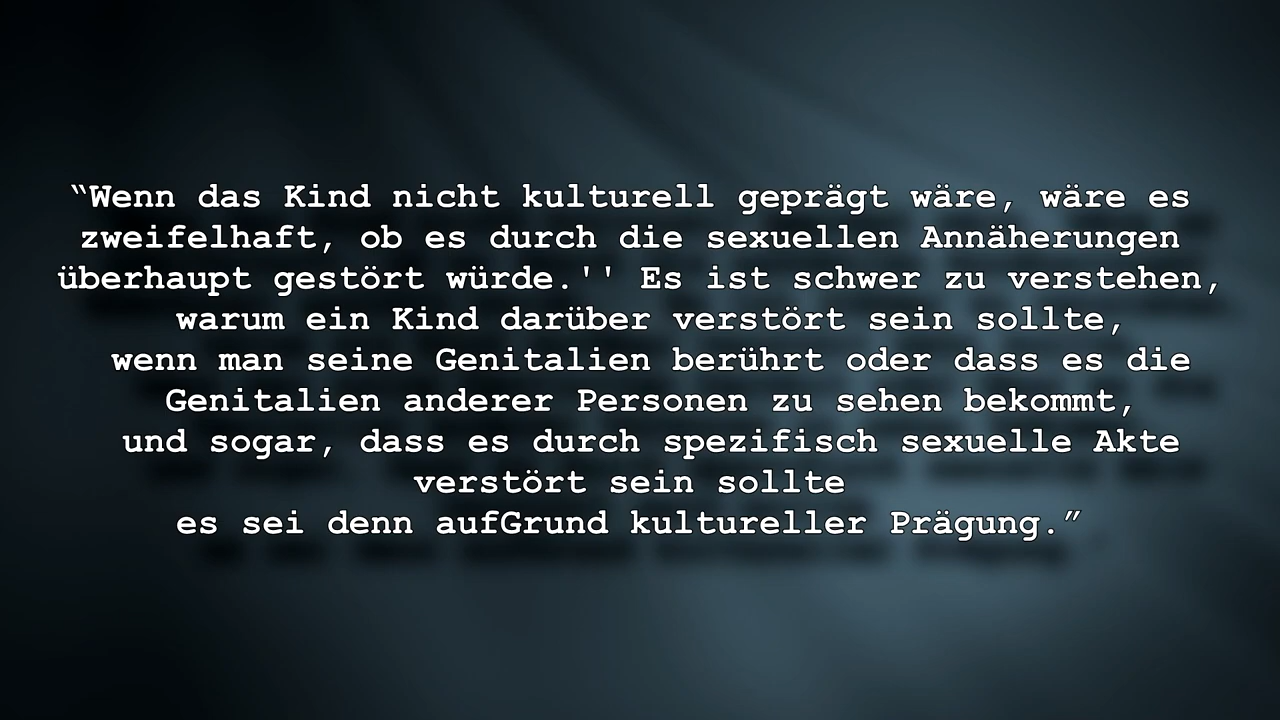 “Wenn das Kind nicht kulturell geprägt wäre, wäre es
zweifelhaft, ob es durch die sexuellen Annäherungen
überhaupt gestört würde.'' Es ist schwer zu verstehen,
warum ein Kind darüber verstört sein sollte,
wenn man seine Genitalien berührt oder dass es die
Genitalien anderer Personen zu sehen bekommt,
und sogar, dass es durch spezifisch sexuelle Akte
verstört sein sollte
es sei denn aufGrund kultureller Prägung.”